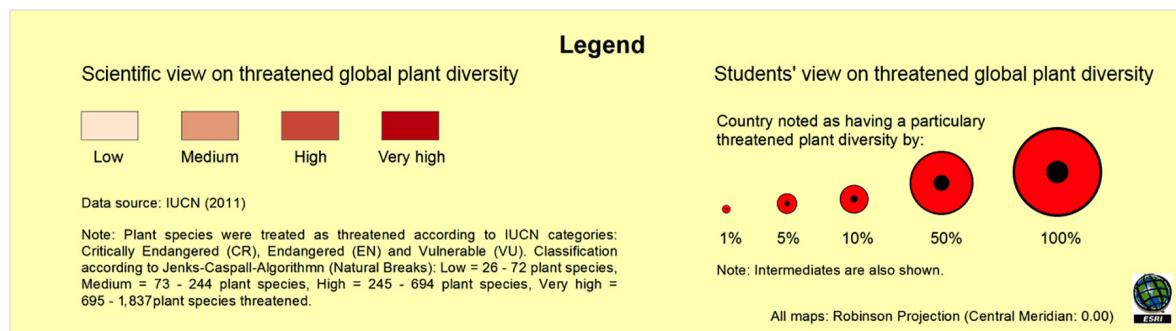 Legend
Scientific view on threatened global plant diversity
Low Medium High Very high
Data source: IUCN (2011)
Note: Plant species were treated as threatened according to IUCN categories:
Critically Endangered (CR), Endangered (EN) and Vulnerable (VU). Classification
according to Jenks-Caspall-Algorithmn (Natural Breaks): Low = 26 - 72 plant species,
Medium = 73 - 244 plant species, High = 245 - 694 plant species, Very high =
695 - 1,837plant species threatened.
Students' view on threatened global plant diversity
Country noted as having a particulary
threatened plant diversity by:
1% 5% 10% 50% 100%
Note: Intermediates are also shown.
All maps: Robinson Projection (Central Meridian: 0.00)
ESRI